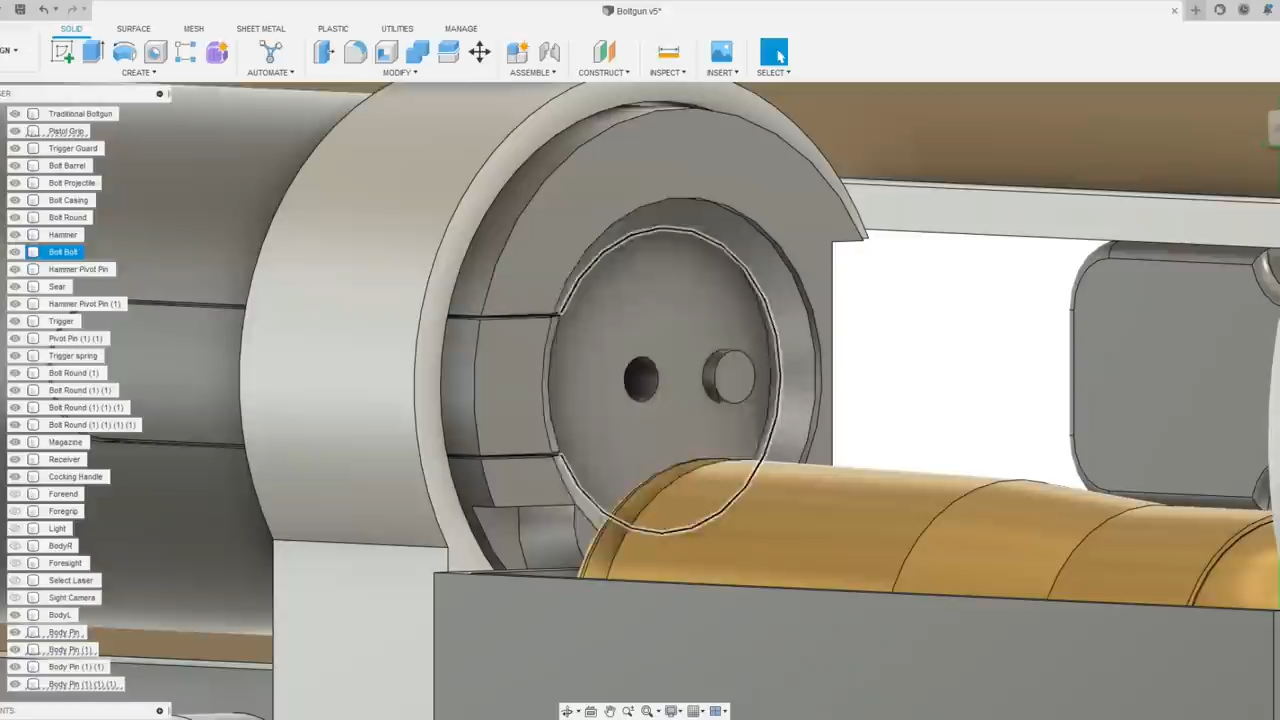 Boltgun v5*
SOLID SURFACE MESH SHEET METAL PLASTIC UTILITIES MANAGE
GN
CREATE AUTOMATE MODIFY ASSEMBLE CONSTRUCT INSPECT INSERT SELECT
SER
Traditional Boltgun
Pistol Grip
Trigger Guard
Bolt Barrel
Bolt Projectile
Bolt Casing
Bolt Round
Hammer
Bolt Bolt
Hammer Pivot Pin
Sear
Hammer Pivot Pin (1)
Trigger
Pivot Pin (1) (1)
Trigger spring
Bolt Round (1)
Bolt Round (1) (1)
Bolt Round (1) (1) (1)
Bolt Round (1) (1) (1) (1)
Magazine
Receiver
Cocking Handle
Foreend
Foregrip
Light
BodyR
Foresight
Select Laser
Sight Camera
BodyL
Body Pin
Body Pin (1)
Body Pin (1) (1)
Body Pin (1) (1) (1)
NTS